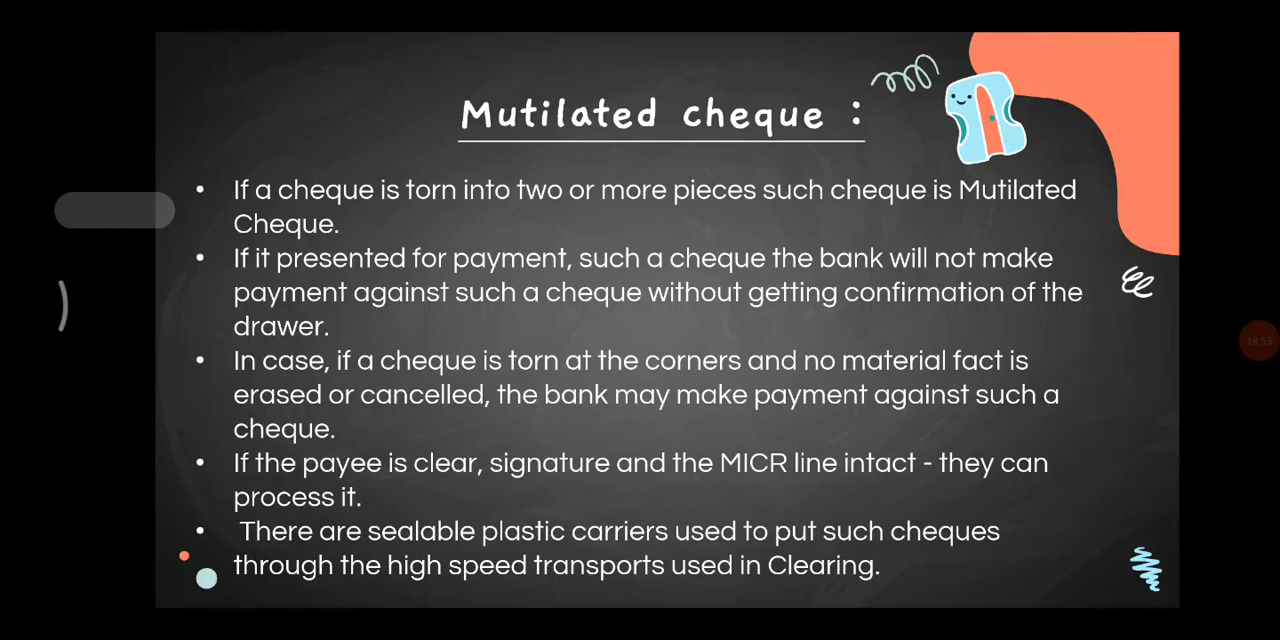 Mutilated cheque :
• If a cheque is torn into two or more pieces such cheque is Mutilated
Cheque.
• If it presented for payment, such a cheque the bank will not make
payment against such a cheque without getting confirmation of the
drawer.
• In case, if a cheque is torn at the corners and no material fact is
erased or cancelled, the bank may make payment against such a
cheque.
• If the payee is clear, signature and the MICR line intact - they can
process it.
• There are sealable plastic carriers used to put such cheques
through the high speed transports used in Clearing.
18:55